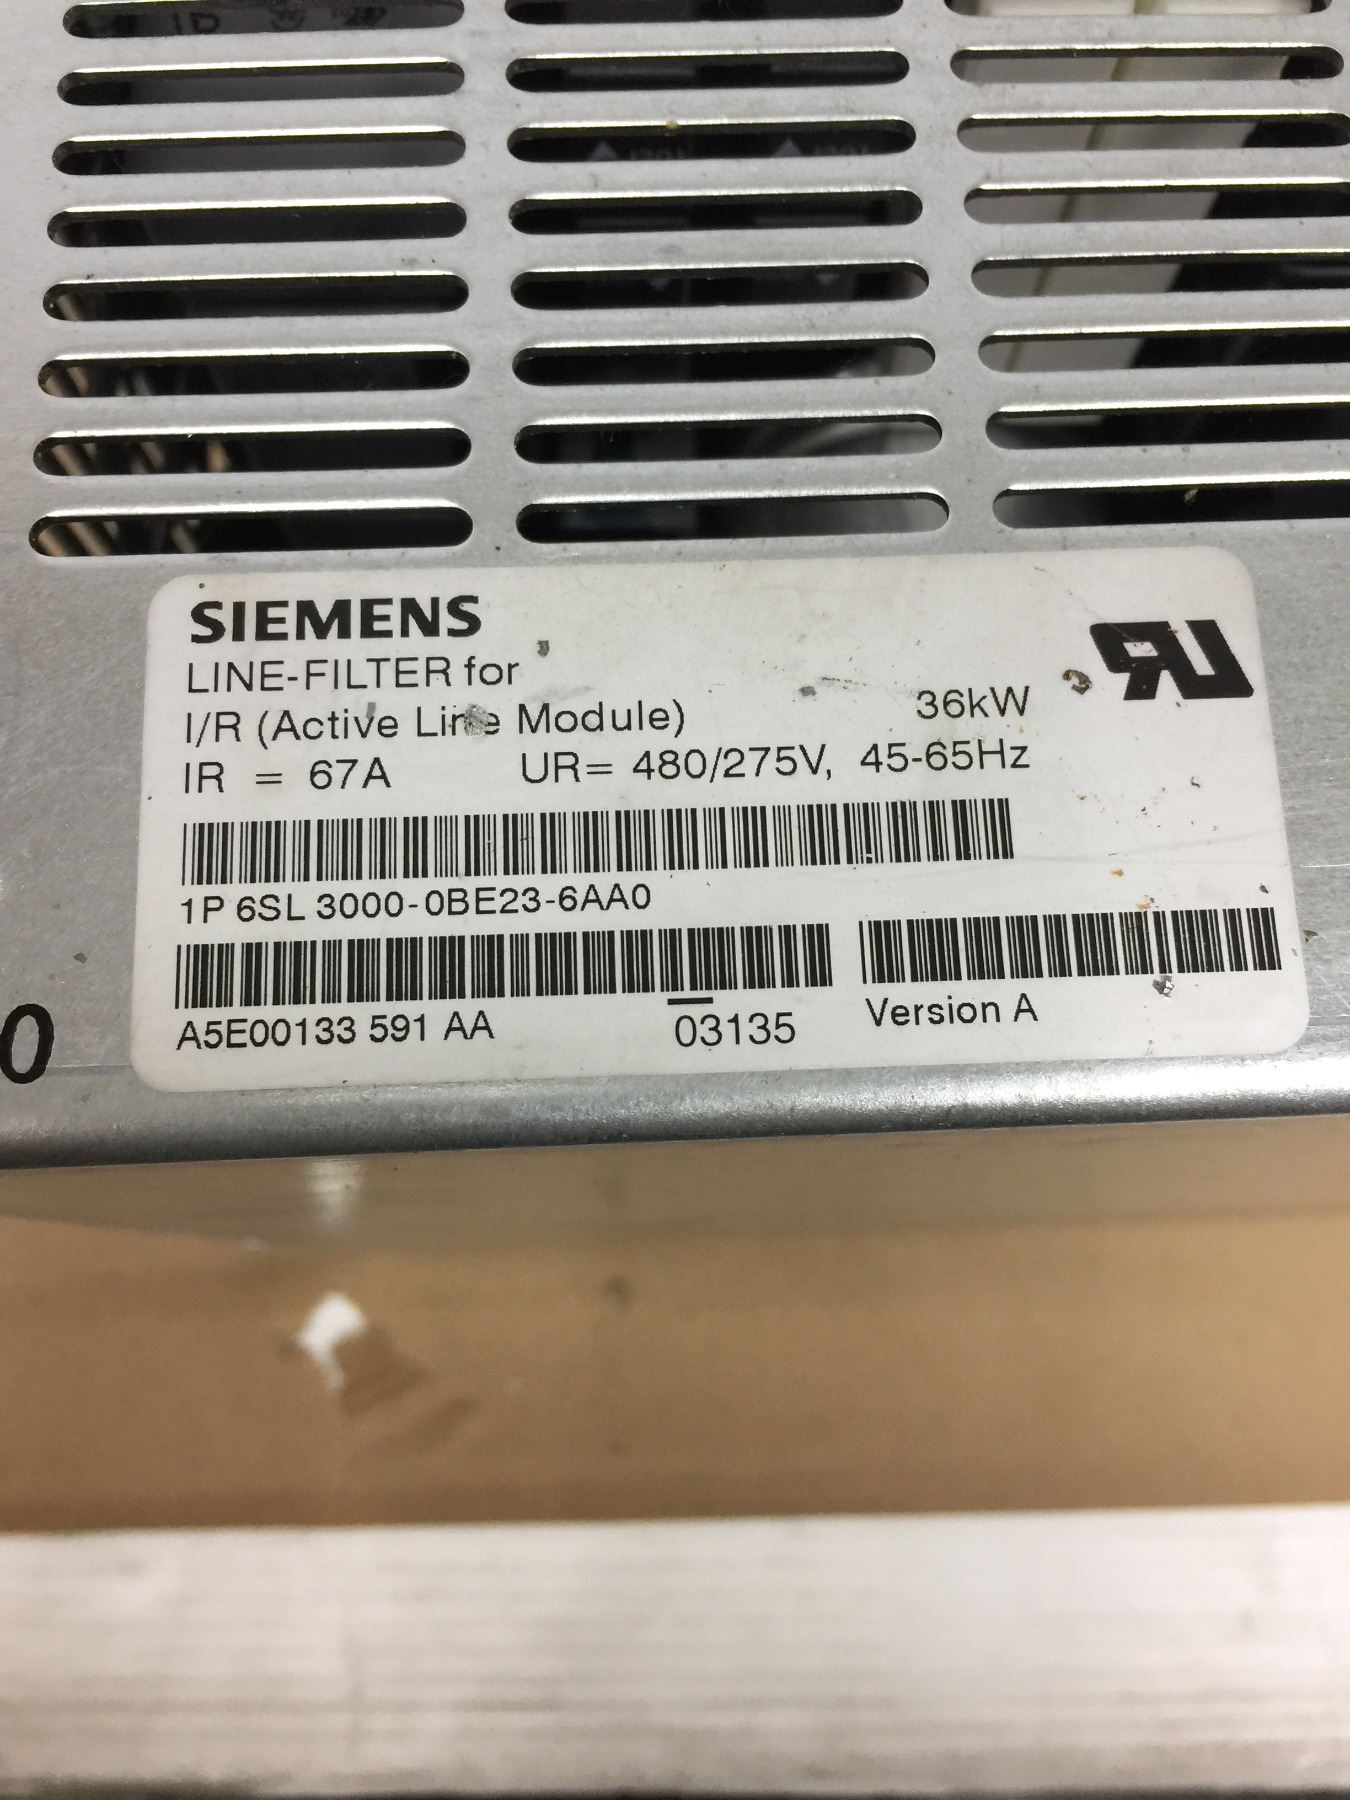 SIEMENS
LINE-FILTER for
I/R (Active Line Module) 36kW
IR = 67A UR= 480/275V, 45-65Hz
1P 6SL 3000-0BE23-6AA0
A5E00133 591 AA 03135 Version A
0